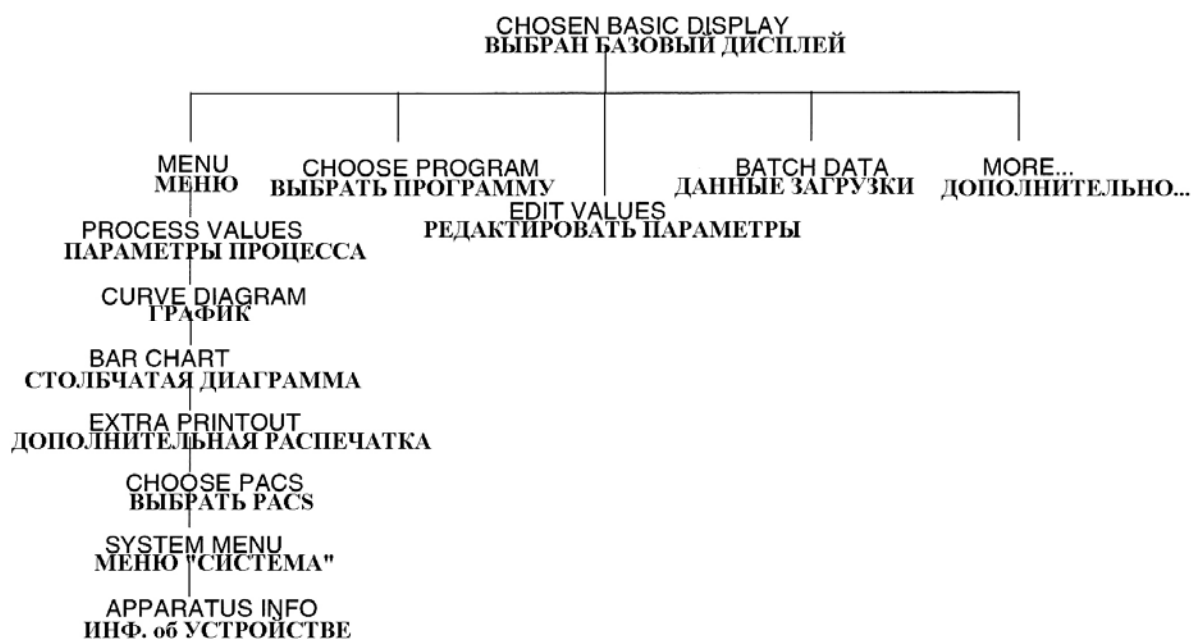 CHOSEN BASIC DISPLAY
ВЫБРАН БАЗОВЫЙ ДИСПЛЕЙ
MENU
МЕНЮ
CHOOSE PROGRAM
ВЫБРАТЬ ПРОГРАММУ
EDIT VALUES
РЕДАКТИРОВАТЬ ПАРАМЕТРЫ
BATCH DATA
ДАННЫЕ ЗАГРУЗКИ
MORE...
ДОПОЛНИТЕЛЬНО...
PROCESS VALUES
ПАРАМЕТРЫ ПРОЦЕССА
CURVE DIAGRAM
ГРАФИК
BAR CHART
СТОЛБЧАТАЯ ДИАГРАММА
EXTRA PRINTOUT
ДОПОЛНИТЕЛЬНАЯ РАСПЕЧАТКА
CHOOSE PACS
ВЫБРАТЬ PACS
SYSTEM MENU
МЕНЮ "СИСТЕМА"
APPARATUS INFO
ИНФ. об УСТРОЙСТВЕ